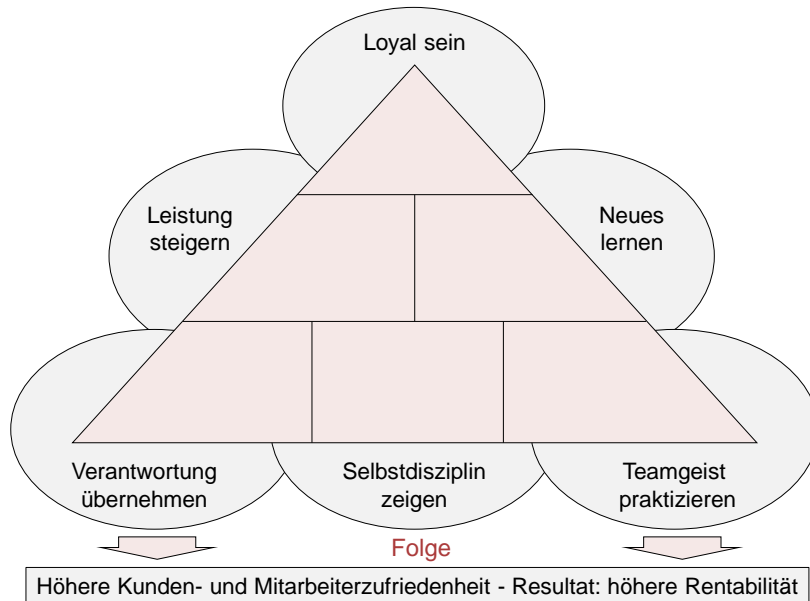 Loyal sein
Leistung
steigern
Neues
lernen
Verantwortung
übernehmen
Selbstdisziplin
zeigen
Teamgeist
praktizieren
Folge
Höhere Kunden- und Mitarbeiterzufriedenheit - Resultat: höhere Rentabilität